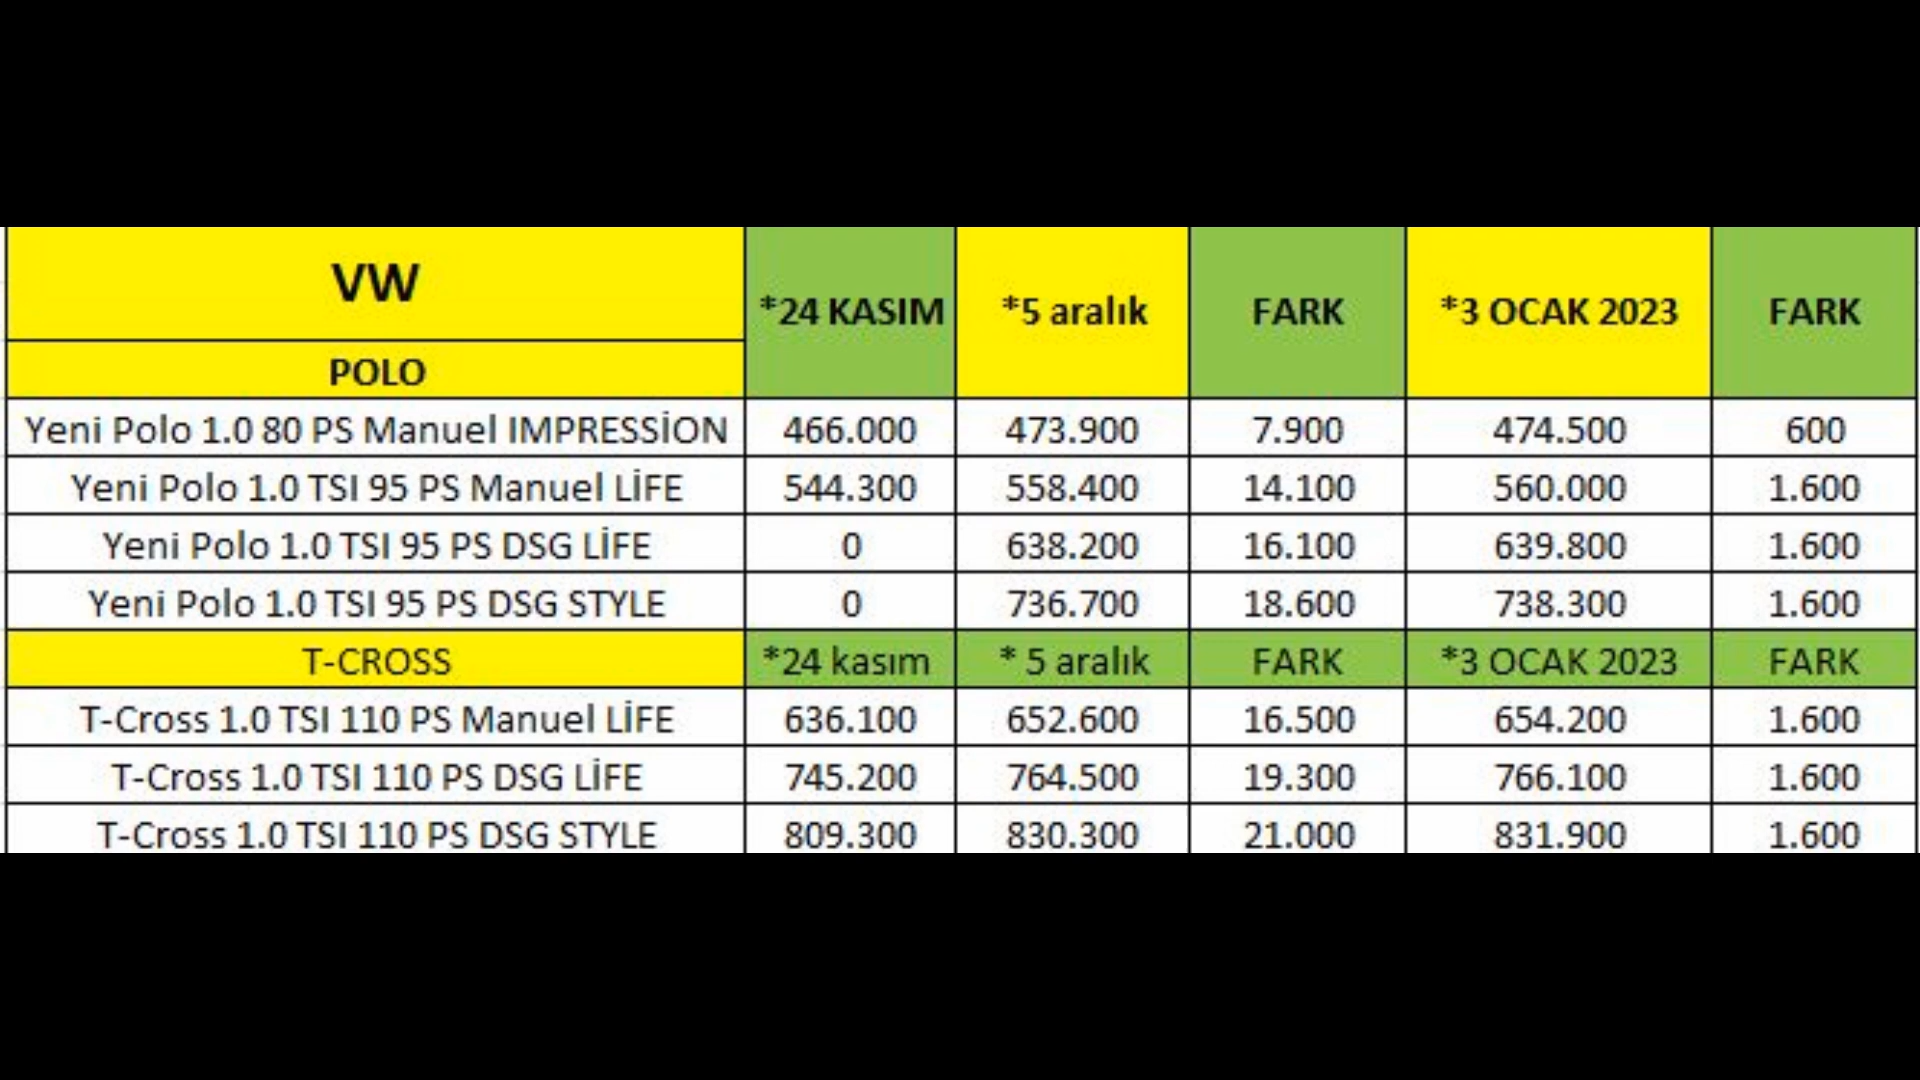 VW *24 KASIM *5 aralık FARK *3 OCAK 2023 FARK
POLO
Yeni Polo 1.0 80 PS Manuel IMPRESSİON 466.000 473.900 7.900 474.500 600
Yeni Polo 1.0 TSI 95 PS Manuel LİFE 544.300 558.400 14.100 560.000 1.600
Yeni Polo 1.0 TSI 95 PS DSG LİFE 0 638.200 16.100 639.800 1.600
Yeni Polo 1.0 TSI 95 PS DSG STYLE 0 736.700 18.600 738.300 1.600
T-CROSS *24 kasım * 5 aralık FARK *3 OCAK 2023 FARK
T-Cross 1.0 TSI 110 PS Manuel LİFE 636.100 652.600 16.500 654.200 1.600
T-Cross 1.0 TSI 110 PS DSG LİFE 745.200 764.500 19.300 766.100 1.600
T-Cross 1.0 TSI 110 PS DSG STYLE 809.300 830.300 21.000 831.900 1.600